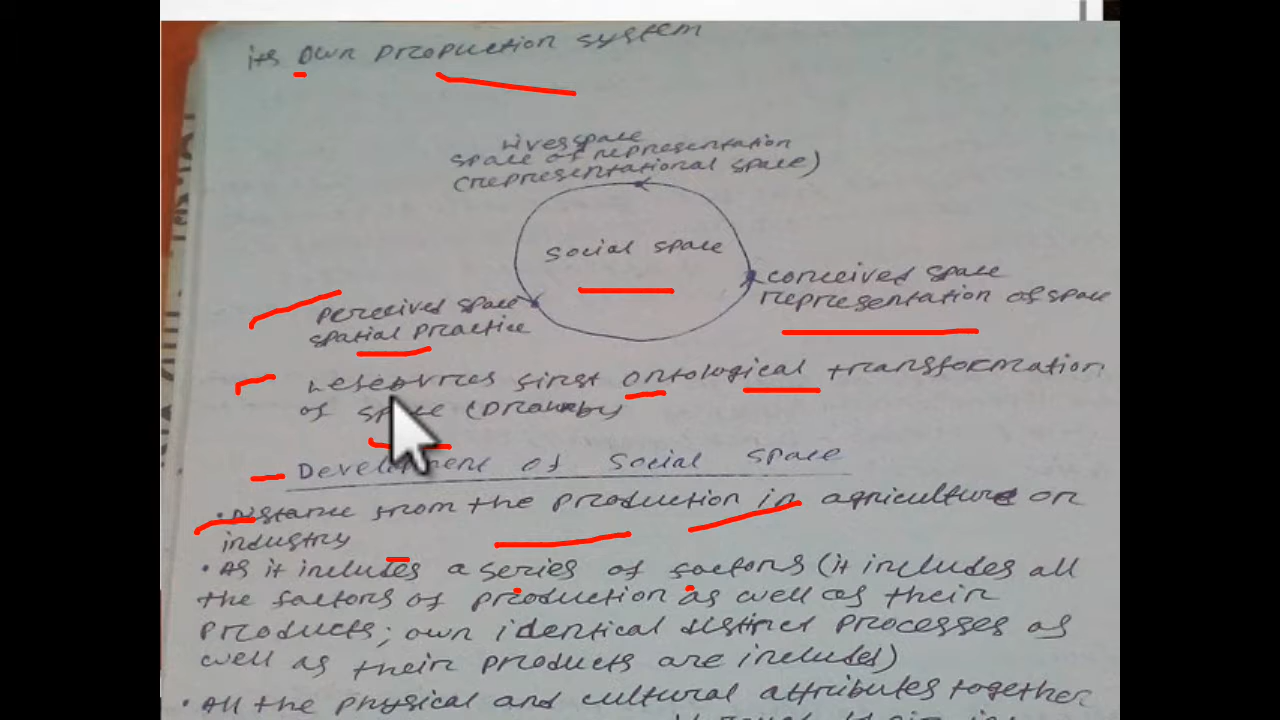 its own production system
space of representation
(representational space)
social space
conceived space
representation of space
perceived space
spatial practice
first ontological transformation
of space
Development of social space
• Distance from the production in agriculture or
industry
• As it includes a series of factors (it includes all
the factors of production as well as their
products; own identical distinct processes as
well as their products are included)
• All the physical and cultural attributes together